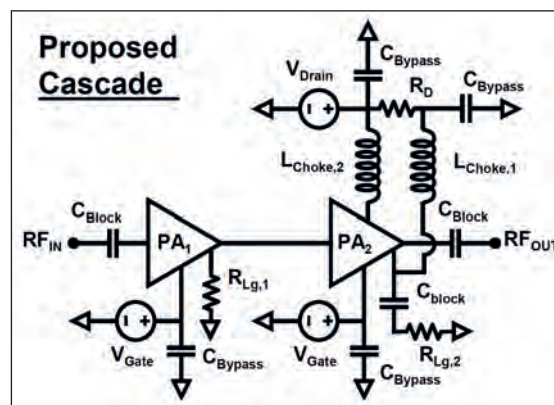 Proposed
Cascade
C_Bypass
V_Drain
R_D
C_Bypass
L_Choke,2
L_Choke,1
C_Block
C_Block
RF_IN
PA_1
PA_2
RF_OUT
R_Lg,1
C_block
V_Gate
C_Bypass
V_Gate
C_Bypass
R_Lg,2